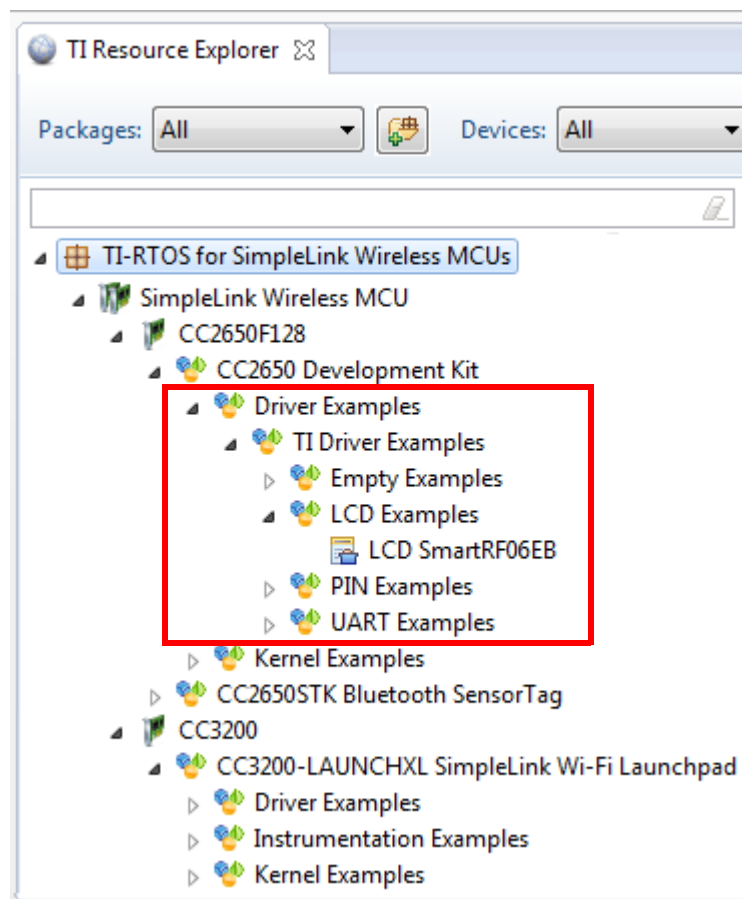 TI Resource Explorer
Packages: All Devices: All
TI-RTOS for SimpleLink Wireless MCUs
SimpleLink Wireless MCU
CC2650F128
CC2650 Development Kit
Driver Examples
TI Driver Examples
Empty Examples
LCD Examples
LCD SmartRF06EB
PIN Examples
UART Examples
Kernel Examples
CC2650STK Bluetooth SensorTag
CC3200
CC3200-LAUNCHXL SimpleLink Wi-Fi Launchpad
Driver Examples
Instrumentation Examples
Kernel Examples